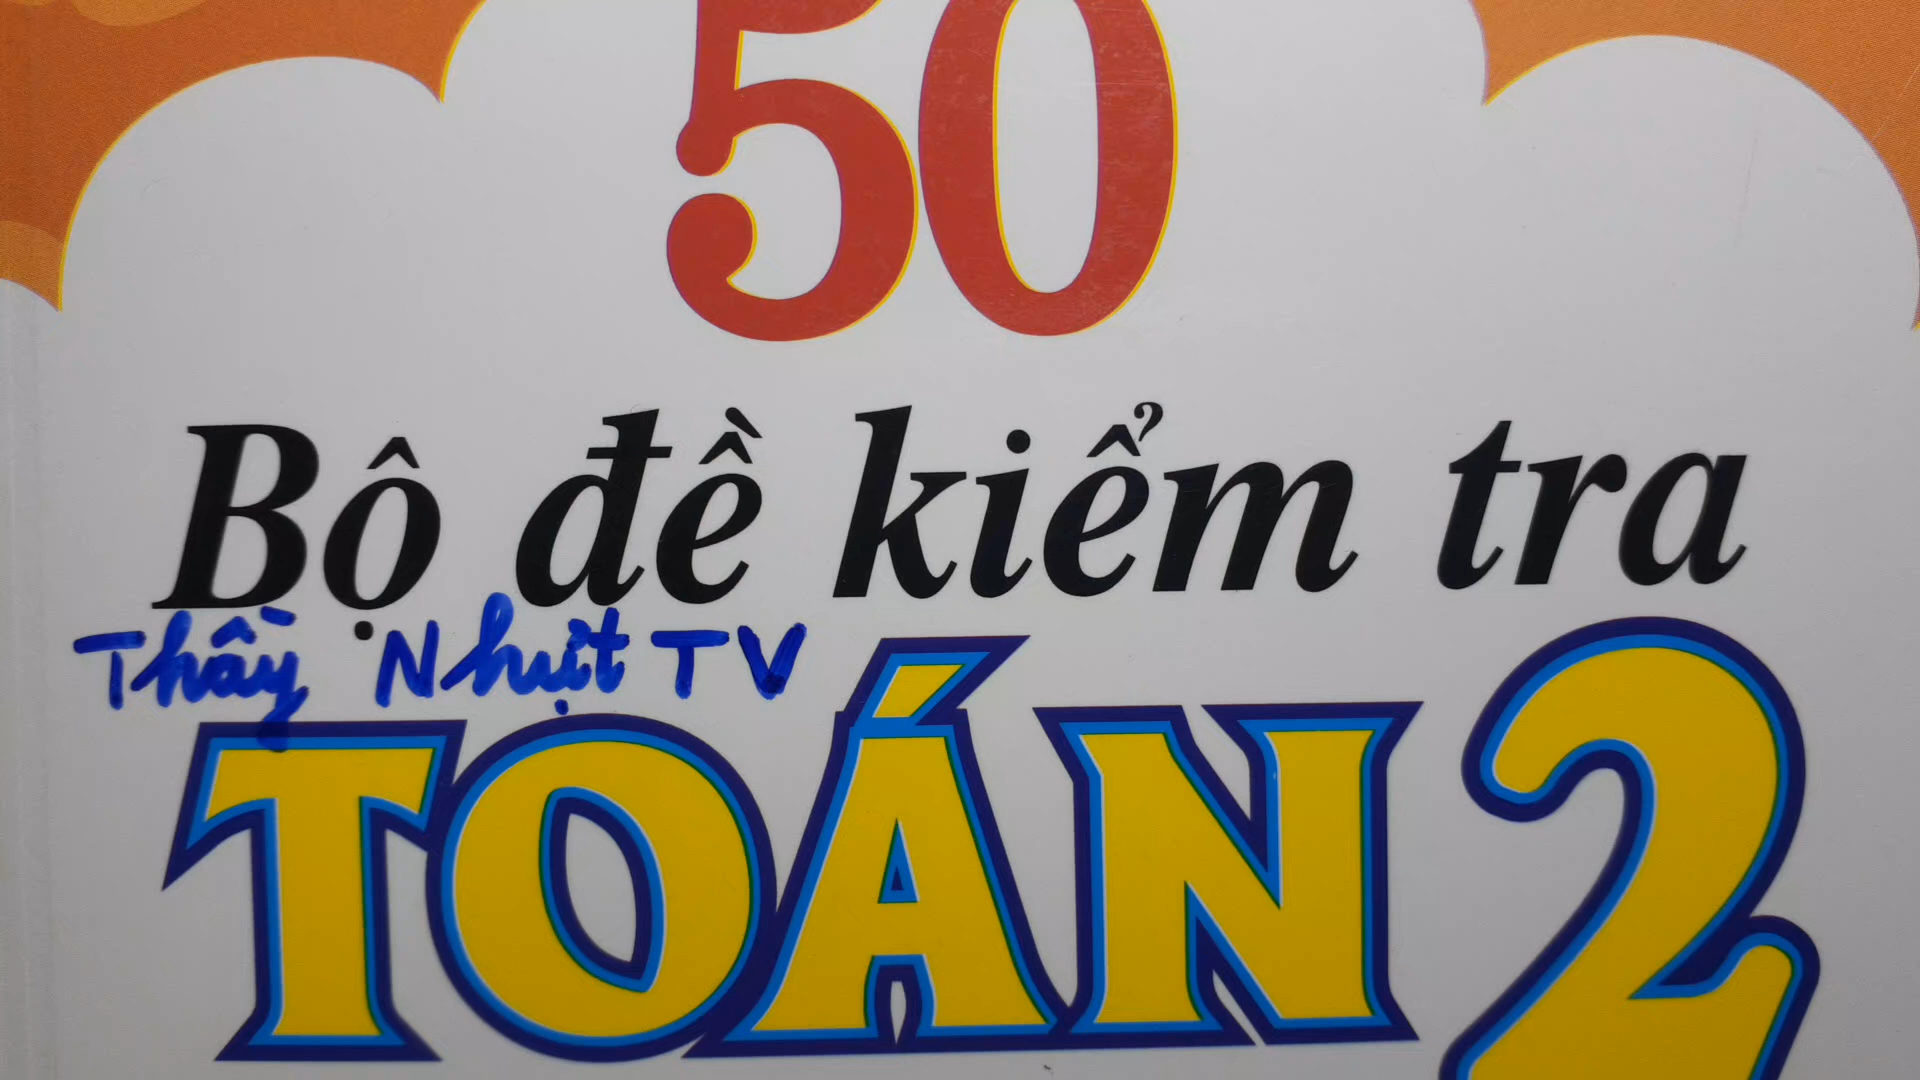 50
Bộ đề kiểm tra
Thầy Nhựt TV
TOÁN 2